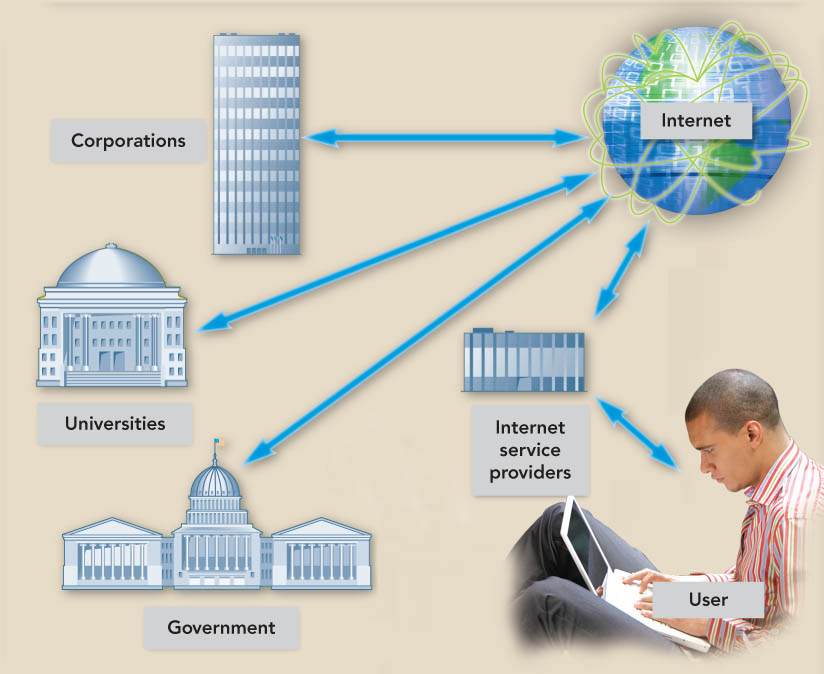 Internet
Corporations
Universities
Internet
service
providers
User
Government